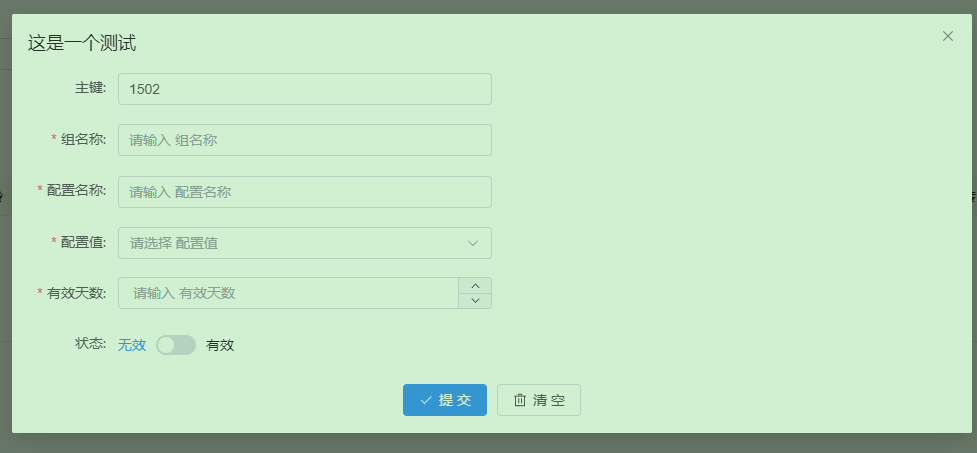 这是一个测试
主键: 1502
* 组名称: 请输入 组名称
* 配置名称: 请输入 配置名称
* 配置值: 请选择 配置值
* 有效天数: 请输入 有效天数
状态: 无效 有效
提交 清空